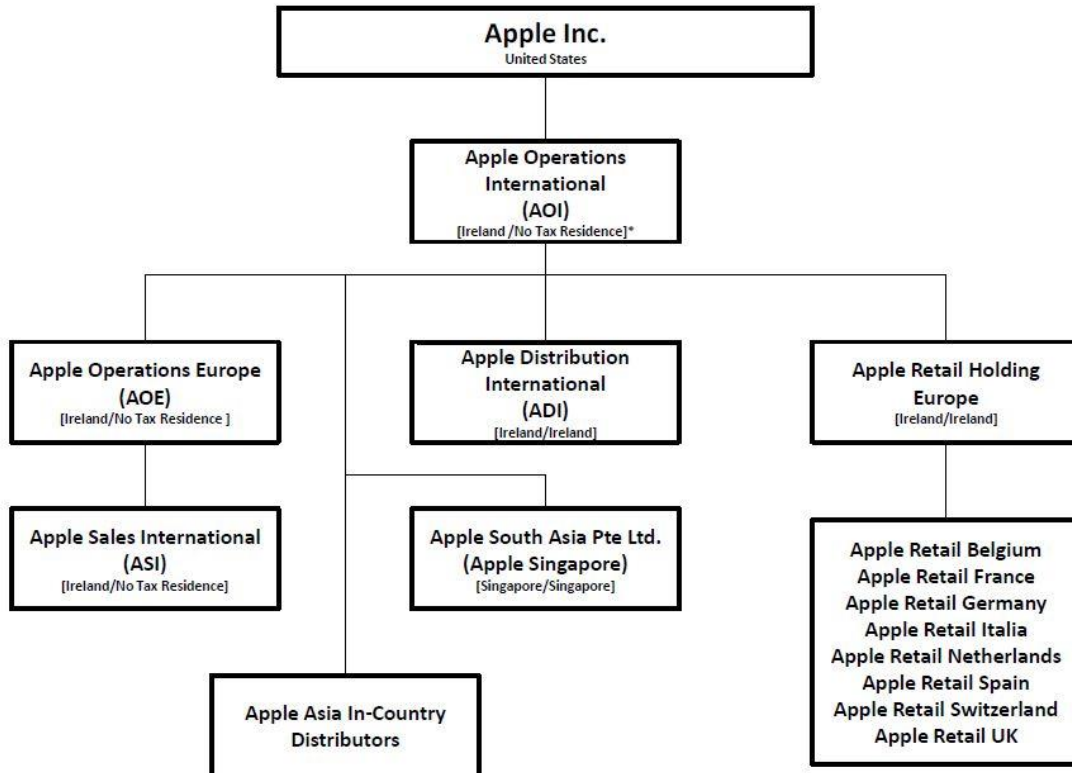 Apple Inc.
United States
Apple Operations
International
(AOI)
[Ireland /No Tax Residence]*
Apple Operations Europe
(AOE)
[Ireland/No Tax Residence ]
Apple Distribution
International
(ADI)
[Ireland/Ireland]
Apple Retail Holding
Europe
[Ireland/Ireland]
Apple Sales International
(ASI)
[Ireland/No Tax Residence]
Apple South Asia Pte Ltd.
(Apple Singapore)
[Singapore/Singapore]
Apple Retail Belgium
Apple Retail France
Apple Retail Germany
Apple Retail Italia
Apple Retail Netherlands
Apple Retail Spain
Apple Retail Switzerland
Apple Retail UK
Apple Asia In-Country
Distributors